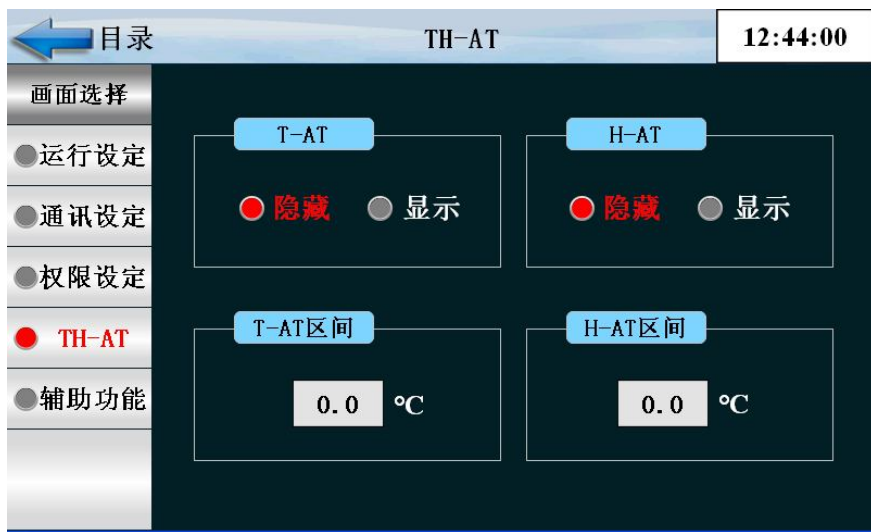 目录
TH-AT
12:44:00
画面选择
运行设定
通讯设定
权限设定
TH-AT
辅助功能
T-AT
隐藏 显示
H-AT
隐藏 显示
T-AT区间
0.0 ℃
H-AT区间
0.0 ℃